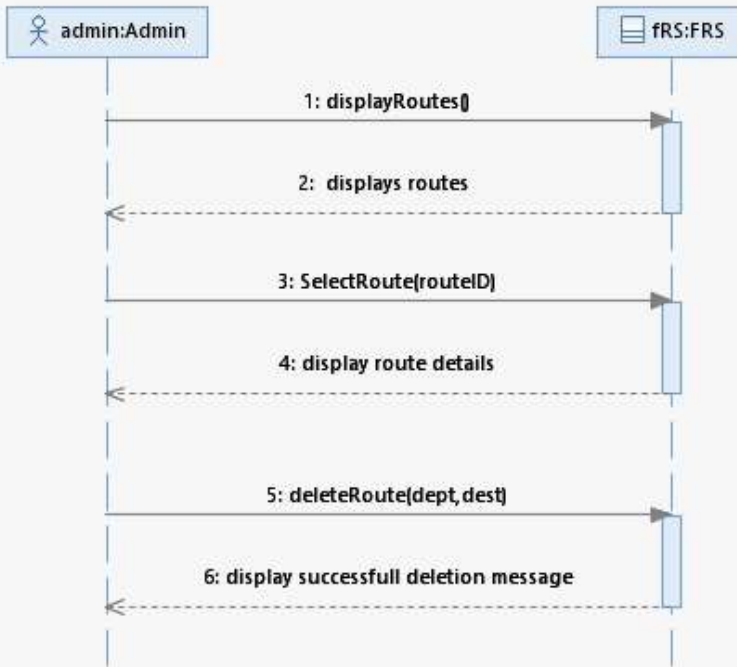 admin:Admin
fRS:FRS
1: displayRoutes()
2: displays routes
3: SelectRoute(routeID)
4: display route details
5: deleteRoute(dept,dest)
6: display successfull deletion message